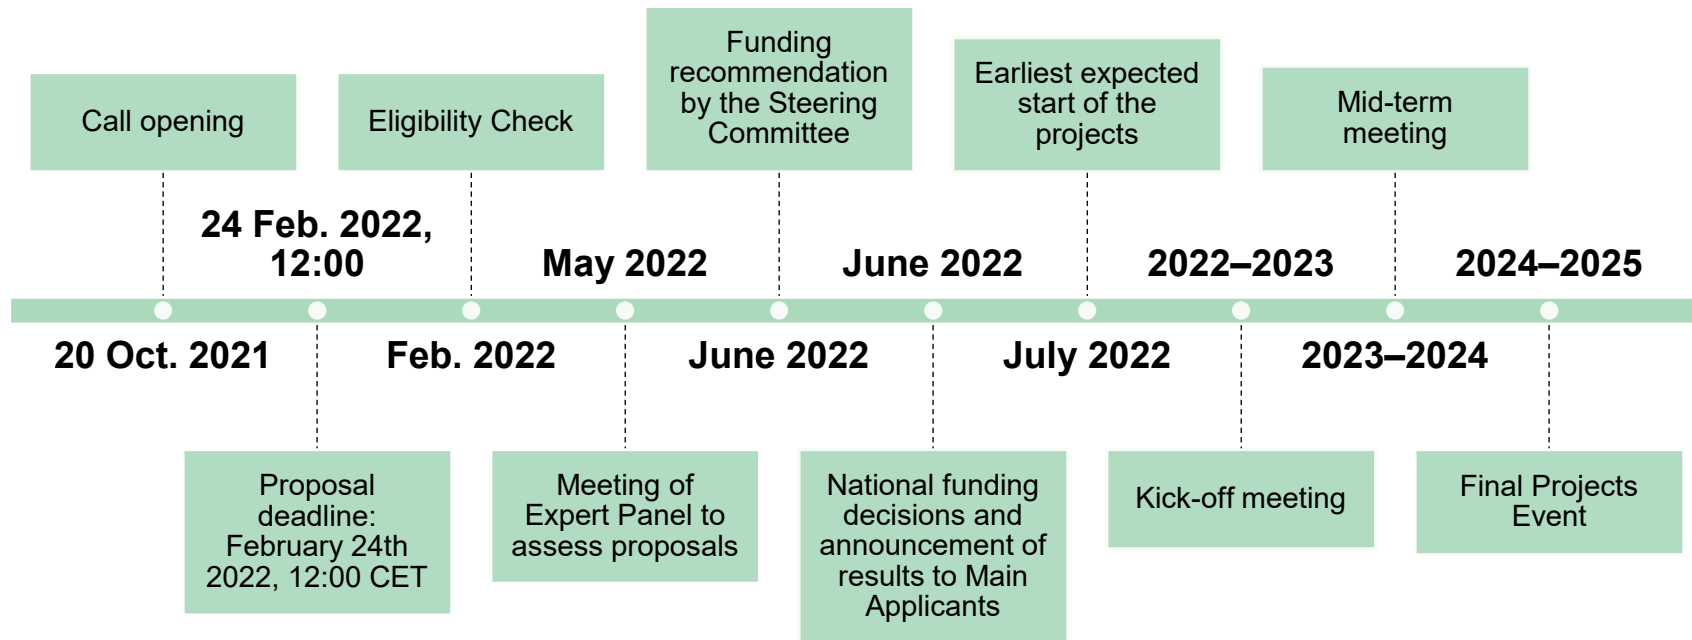 Call opening
Eligibility Check
Funding
recommendation
by the Steering
Committee
Earliest expected
start of the
projects
Mid-term
meeting
24 Feb. 2022,
12:00
May 2022
June 2022
2022–2023
2024–2025
20 Oct. 2021
Feb. 2022
June 2022
July 2022
2023–2024
Proposal
deadline:
February 24th
2022, 12:00 CET
Meeting of
Expert Panel to
assess proposals
National funding
decisions and
announcement of
results to Main
Applicants
Kick-off meeting
Final Projects
Event